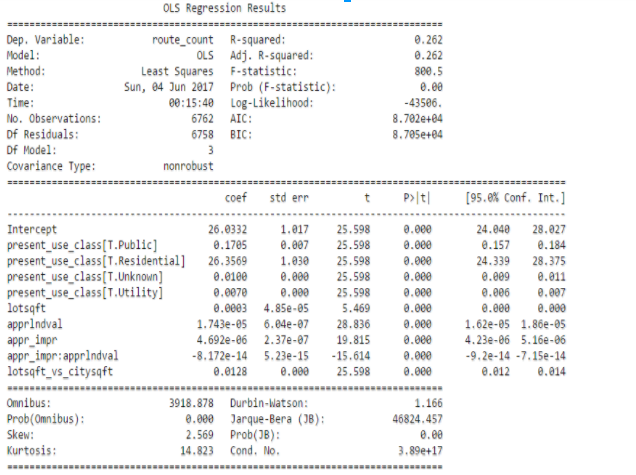 OLS Regression Results
==============================================================================
Dep. Variable: route_count R-squared: 0.262
Model: OLS Adj. R-squared: 0.262
Method: Least Squares F-statistic: 800.5
Date: Sun, 04 Jun 2017 Prob (F-statistic): 0.00
Time: 00:15:40 Log-Likelihood: -43506.
No. Observations: 6762 AIC: 8.702e+04
Df Residuals: 6758 BIC: 8.705e+04
Df Model: 3
Covariance Type: nonrobust
==============================================================================
coef std err t P>|t| [95.0% Conf. Int.]
------------------------------------------------------------------------------
Intercept 26.0332 1.017 25.598 0.000 24.040 28.027
present_use_class[T.Public] 0.1705 0.007 25.598 0.000 0.157 0.184
present_use_class[T.Residential] 26.3569 1.030 25.598 0.000 24.339 28.375
present_use_class[T.Unknown] 0.0100 0.000 25.598 0.000 0.009 0.011
present_use_class[T.Utility] 0.0070 0.000 25.598 0.000 0.006 0.007
lotsqft 0.0003 4.85e-05 5.469 0.000 0.000 0.000
apprlndval 1.743e-05 6.04e-07 28.836 0.000 1.62e-05 1.86e-05
appr_impr 4.692e-06 2.37e-07 19.815 0.000 4.23e-06 5.16e-06
appr_impr:apprlndval -8.172e-14 5.23e-15 -15.614 0.000 -9.2e-14 -7.15e-14
lotsqft_vs_citysqft 0.0128 0.000 25.598 0.000 0.012 0.014
==============================================================================
Omnibus: 3918.878 Durbin-Watson: 1.166
Prob(Omnibus): 0.000 Jarque-Bera (JB): 46824.457
Skew: 2.569 Prob(JB): 0.00
Kurtosis: 14.823 Cond. No. 3.89e+17
==============================================================================